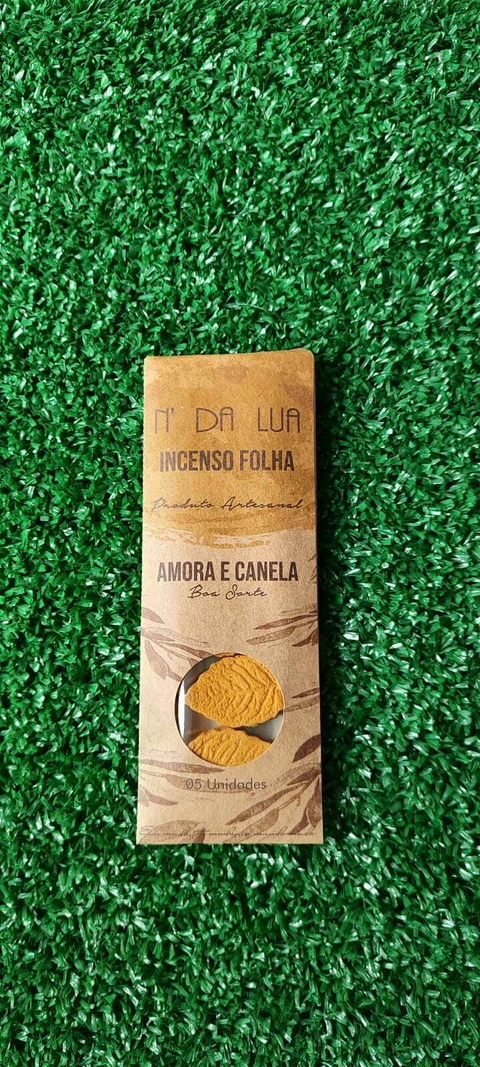 N' DA LUA
INCENSO FOLHA
Produto Artesanal
AMORA E CANELA
Boa Sorte
05 Unidades